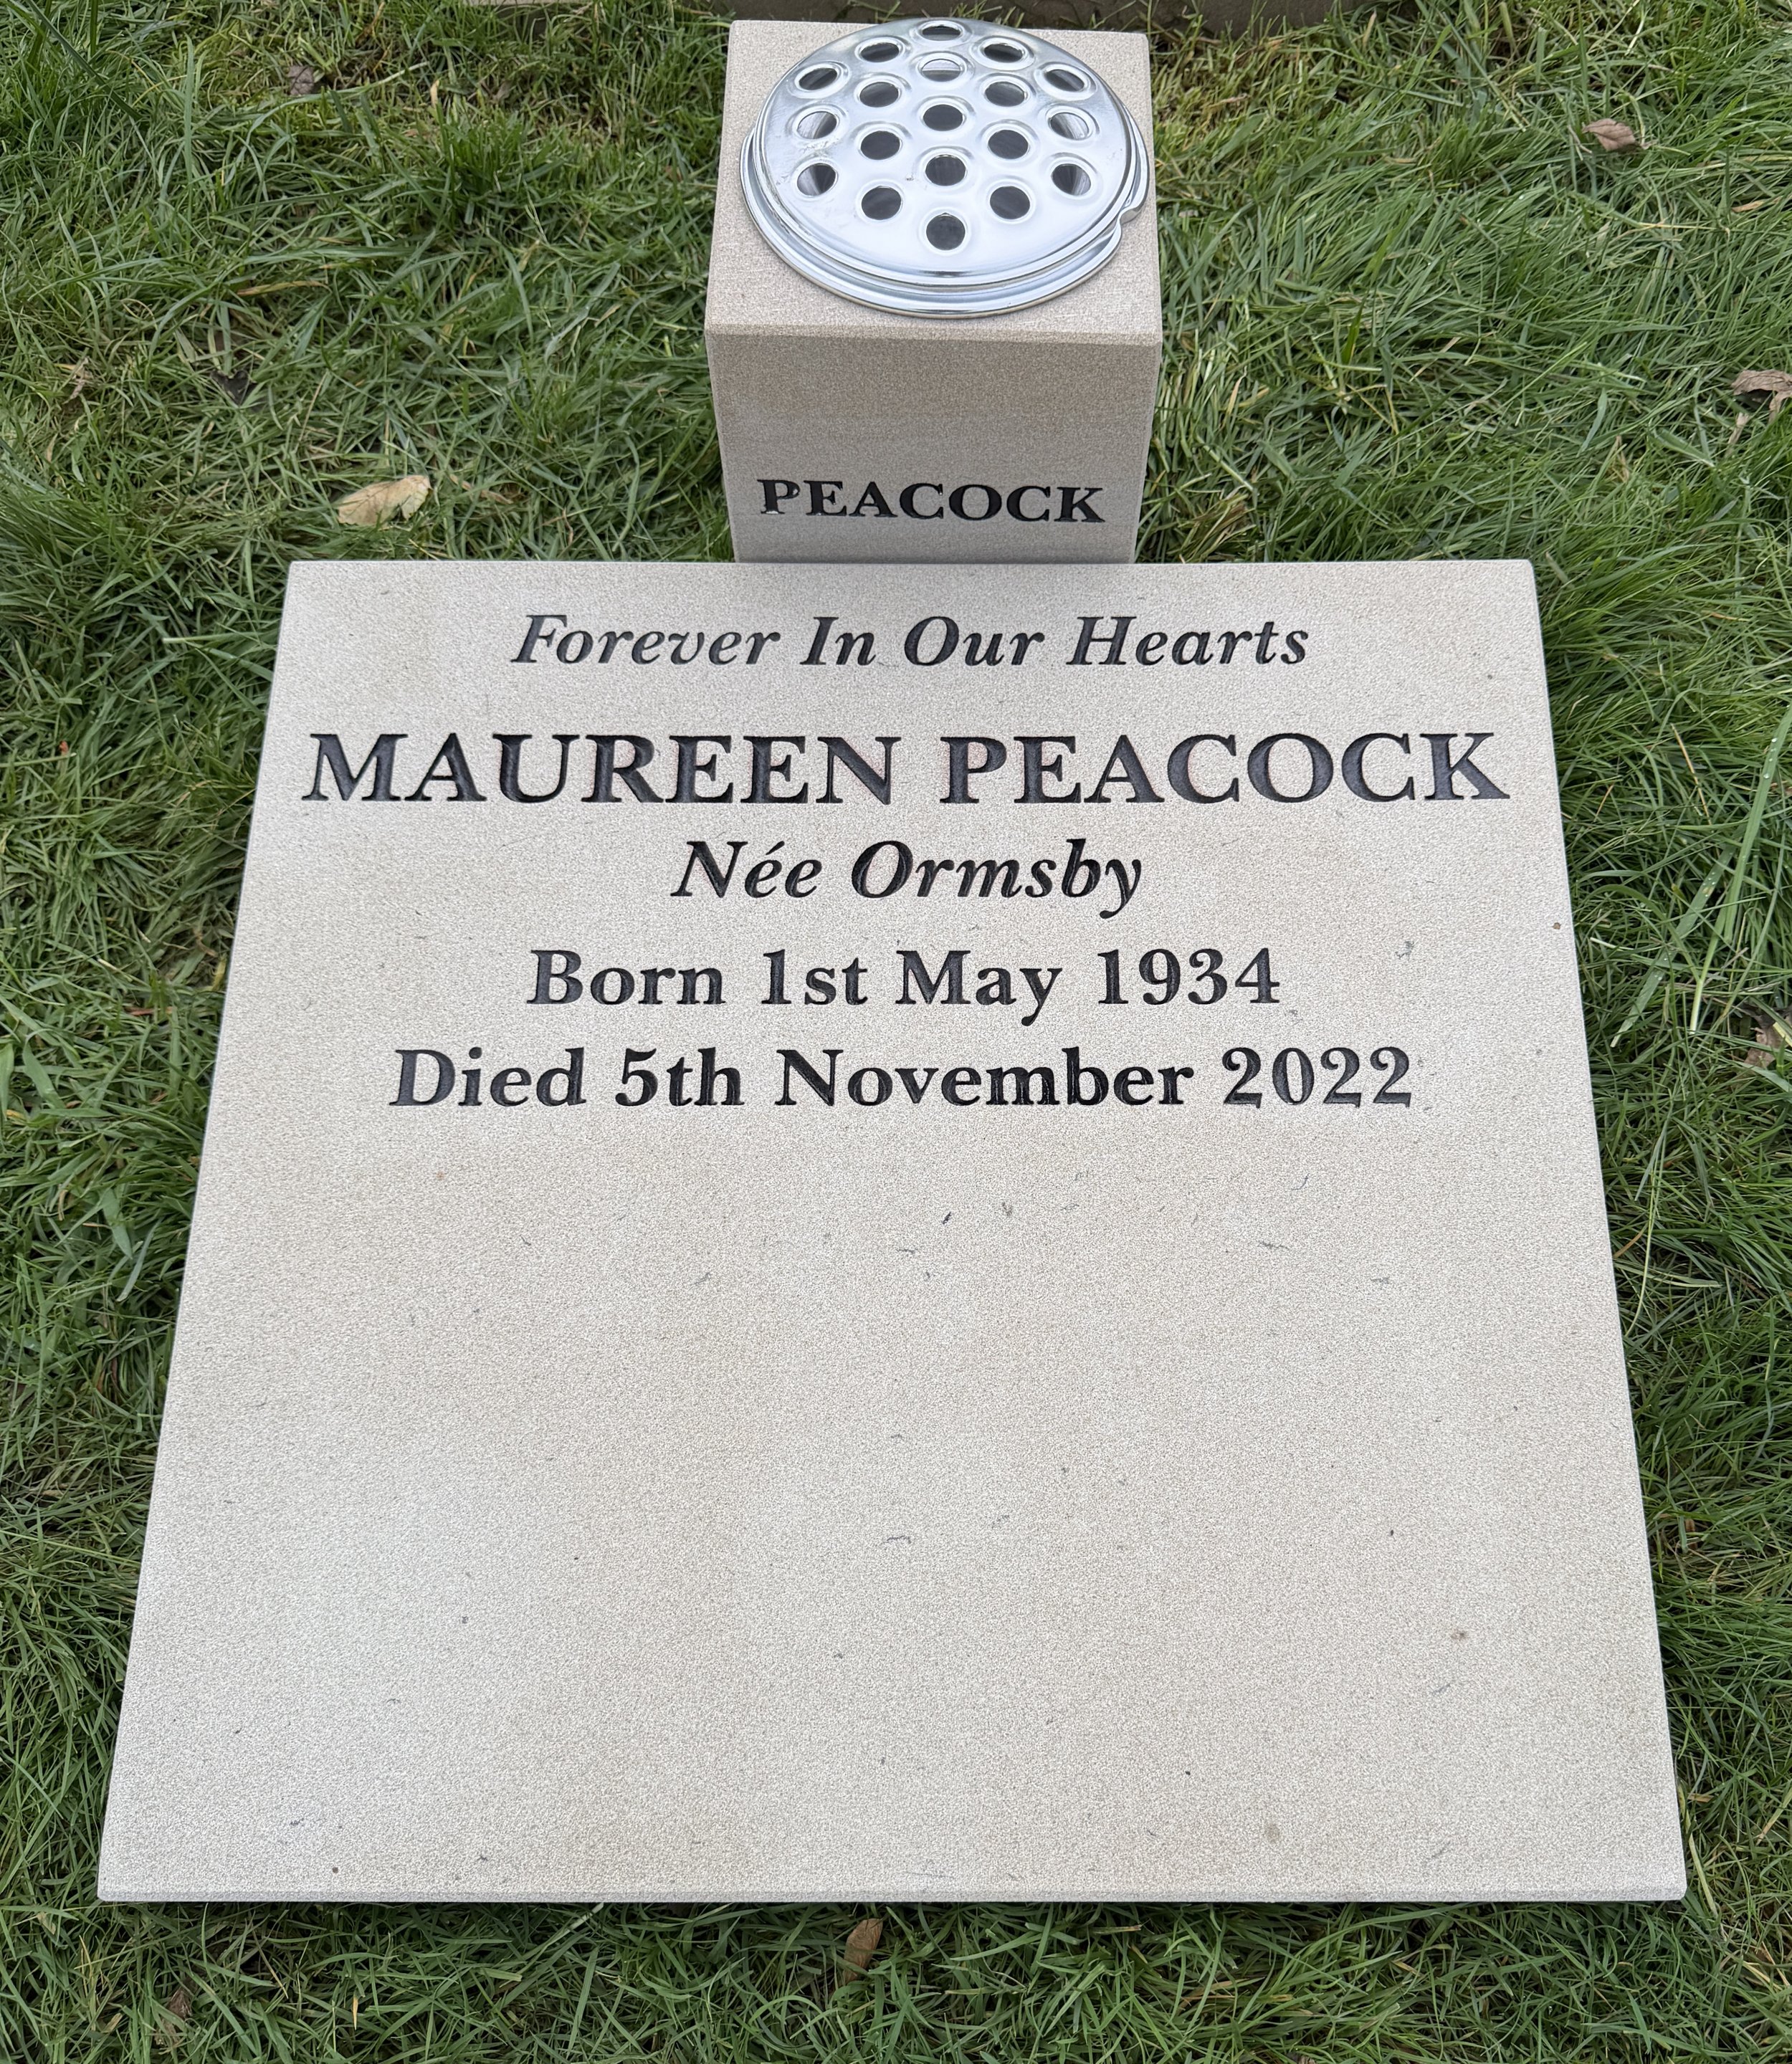 PEACOCK
Forever In Our Hearts
MAUREEN PEACOCK
Née Ormsby
Born 1st May 1934
Died 5th November 2022